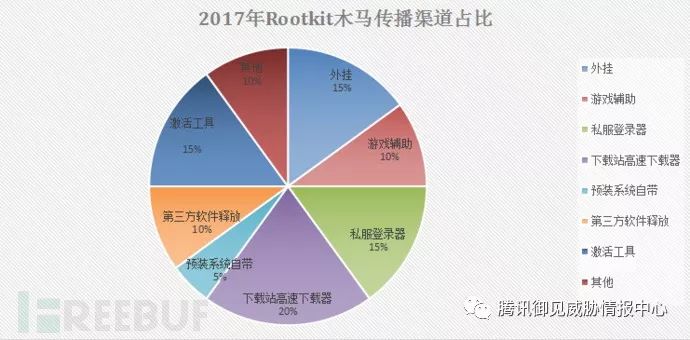 2017年Rootkit木马传播渠道占比
外挂
15%
游戏辅助
10%
私服登录器
15%
下载站高速下载器
20%
预装系统自带
5%
第三方软件释放
10%
激活工具
15%
其他
10%
外挂
游戏辅助
私服登录器
下载站高速下载器
预装系统自带
第三方软件释放
激活工具
其他
FREEBUF
腾讯御见威胁情报中心